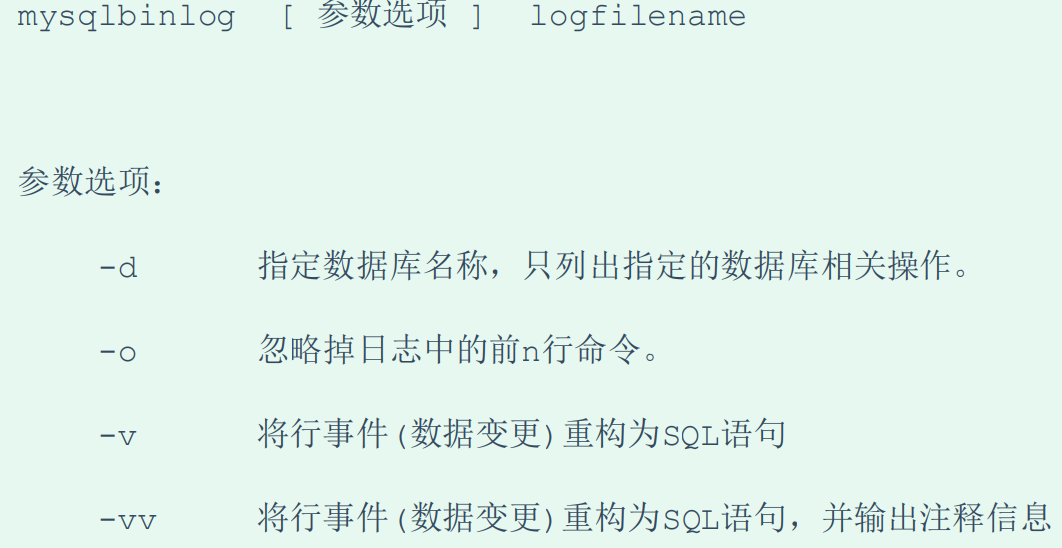 mysqlbinlog [ 参数选项 ] logfilename
参数选项：
-d 指定数据库名称，只列出指定的数据库相关操作。
-o 忽略掉日志中的前n行命令。
-v 将行事件(数据变更)重构为SQL语句
-vv 将行事件(数据变更)重构为SQL语句，并输出注释信息